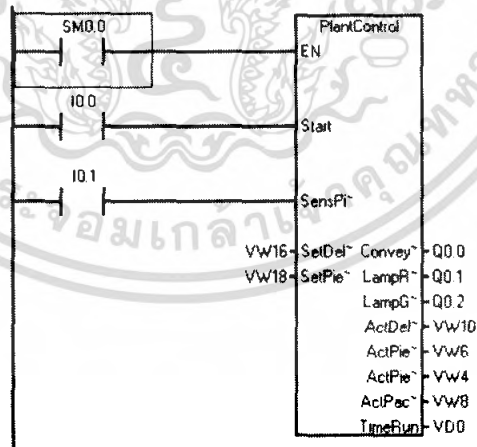 SM0.0
PlantControl
EN
I0.0
Start
I0.1
SensPi~
VW16 SetDel~ Convey~ Q0.0
VW18 SetPie~ LampR~ Q0.1
LampG~ Q0.2
ActDel~ VW10
ActPie~ VW6
ActPie~ VW4
ActPac~ VW8
TimeRun VD0